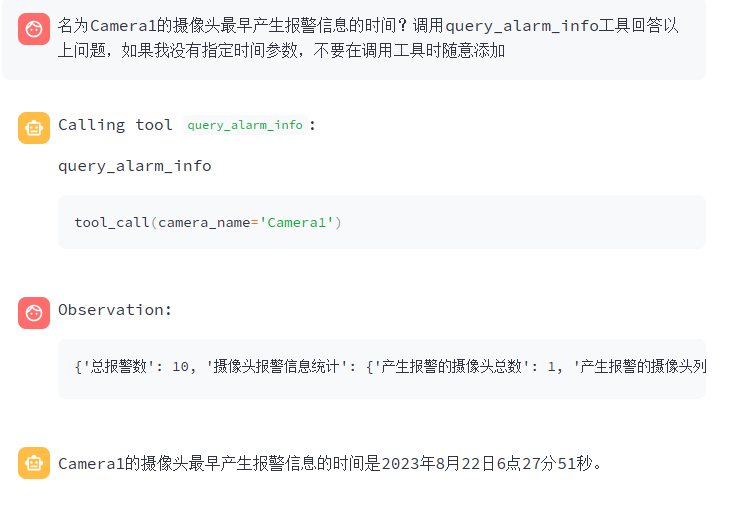 名为Camera1的摄像头最早产生报警信息的时间？调用query_alarm_info工具回答以
上问题，如果我没有指定时间参数，不要在调用工具时随意添加
Calling tool query_alarm_info:
query_alarm_info
tool_call(camera_name='Camera1')
Observation:
{'总报警数': 10, '摄像头报警信息统计': {'产生报警的摄像头总数': 1, '产生报警的摄像头列
Camera1的摄像头最早产生报警信息的时间是2023年8月22日6点27分51秒。